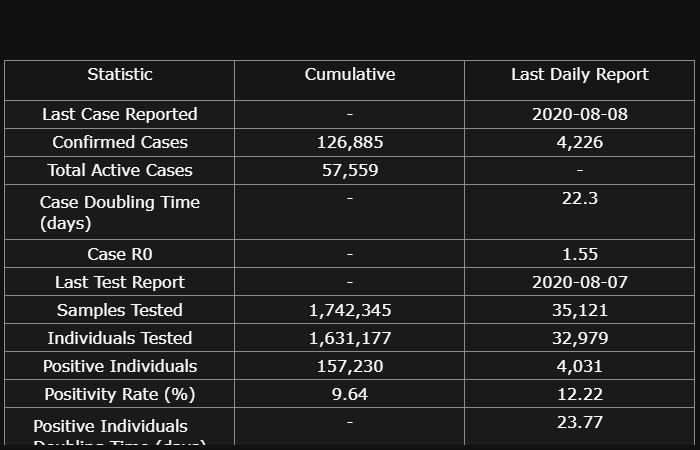 Statistic Cumulative Last Daily Report
Last Case Reported - 2020-08-08
Confirmed Cases 126,885 4,226
Total Active Cases 57,559 -
Case Doubling Time - 22.3
(days)
Case R0 - 1.55
Last Test Report - 2020-08-07
Samples Tested 1,742,345 35,121
Individuals Tested 1,631,177 32,979
Positive Individuals 157,230 4,031
Positivity Rate (%) 9.64 12.22
Positive Individuals - 23.77
Doubling Time (days)